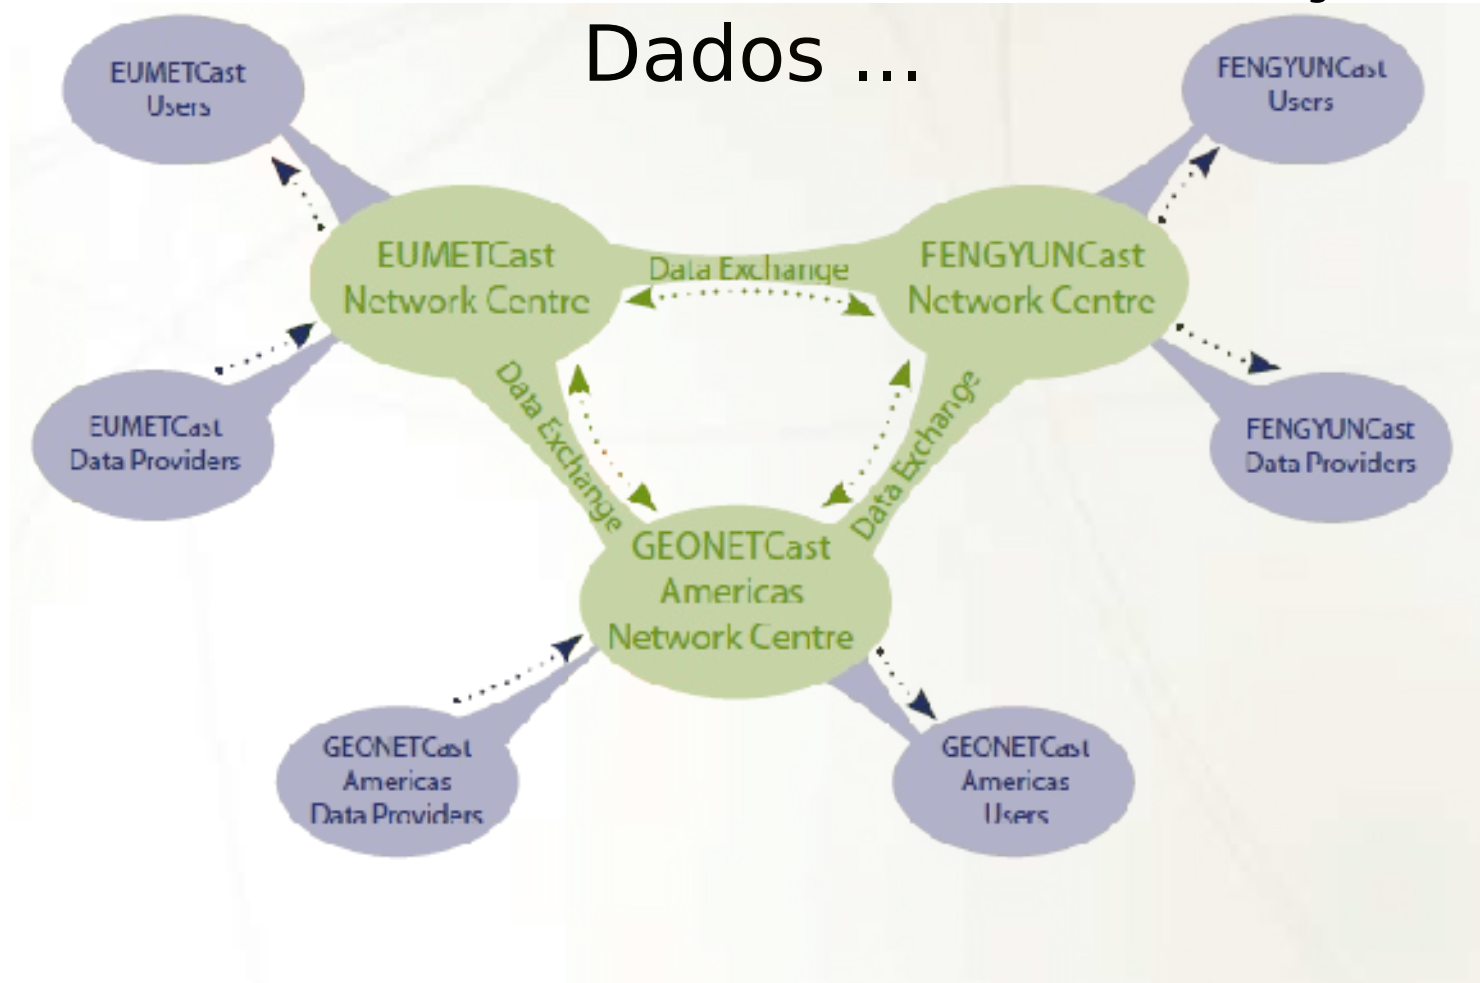 Dados ...
EUMETCast
Users
FENGYUNCast
Users
EUMETCast
Network Centre
Data Exchange
FENGYUNCast
Network Centre
EUMETCast
Data Providers
Data Exchange
Data Exchange
FENGYUNCast
Data Providers
GEONETCast
Americas
Network Centre
GEONETCast
Americas
Data Providers
GEONETCast
Americas
Users